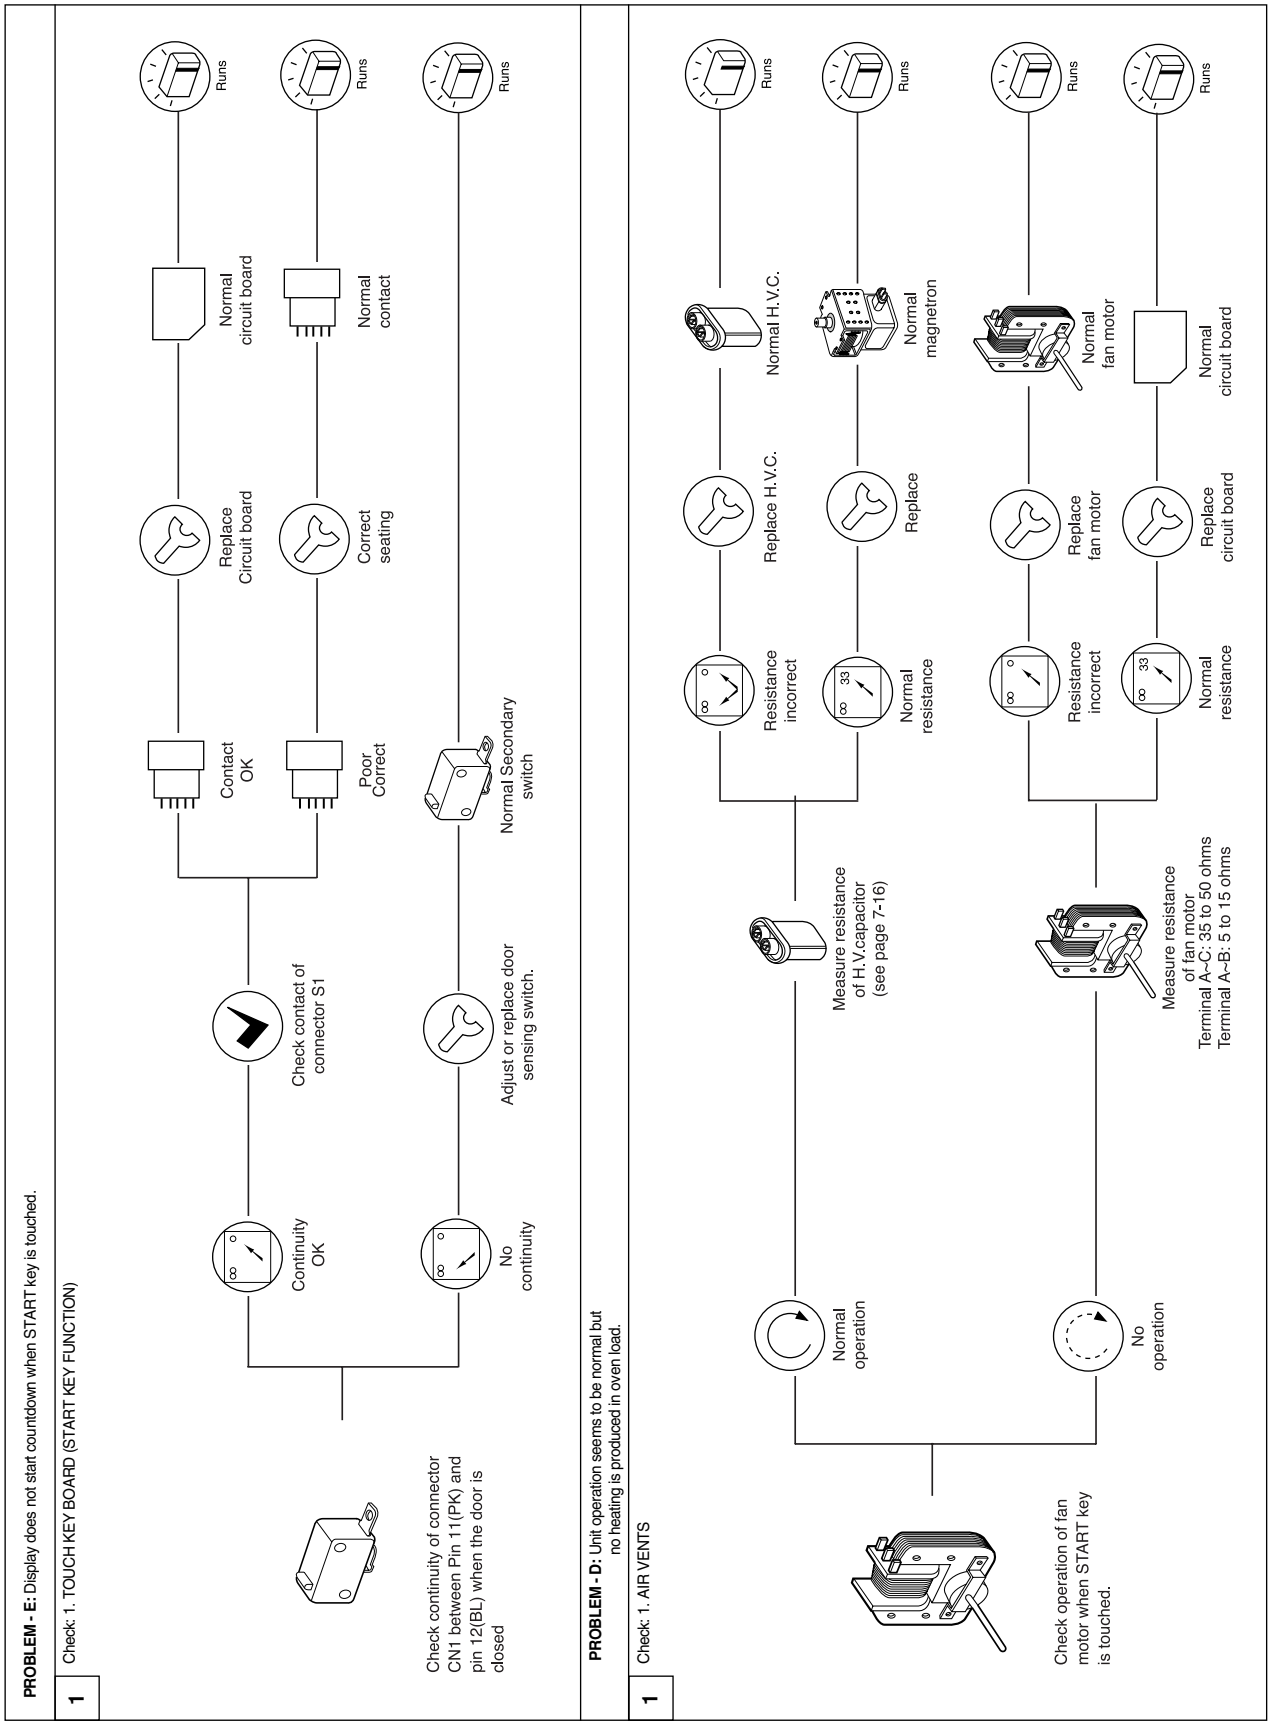 PROBLEM - E: Display does not start countdown when START key is touched.
1
Check: 1. TOUCH KEY BOARD (START KEY FUNCTION)
Check continuity of connector
CN1 between Pin 11(PK) and
pin 12(BL) when the door is
closed
Continuity
OK
Check contact of
connector S1
Contact
OK
Replace
Circuit board
Normal
circuit board
Runs
Poor
Correct
Correct
seating
Normal
contact
Runs
No
continuity
Adjust or replace door
sensing switch.
Normal Secondary
switch
Runs
PROBLEM - D: Unit operation seems to be normal but
no heating is produced in oven load.
1
Check: 1. AIR VENTS
Check operation of fan
motor when START key
is touched.
Normal
operation
Measure resistance
of H.V.capacitor
(see page 7-16)
∞ 0
Resistance
incorrect
Replace H.V.C.
Normal H.V.C.
Runs
∞ 33
Normal
resistance
Replace
Normal
magnetron
Runs
No
operation
Measure resistance
of fan motor
Terminal A~C: 35 to 50 ohms
Terminal A~B: 5 to 15 ohms
∞ 0
Resistance
incorrect
Replace
fan motor
Normal
fan motor
Runs
∞ 33
Normal
resistance
Replace
circuit board
Normal
circuit board
Runs